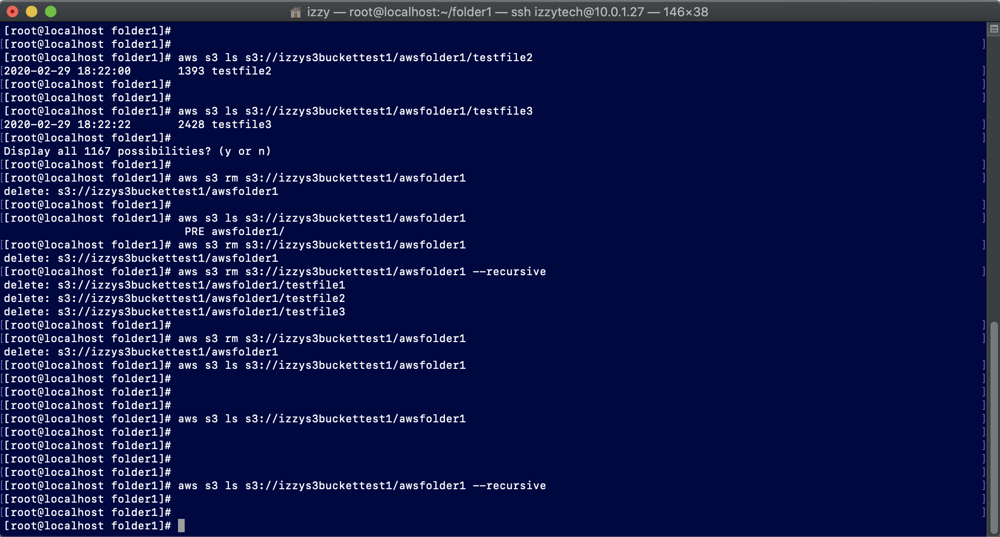 izzy — root@localhost:~/folder1 — ssh izzytech@10.0.1.27 — 146×38
[root@localhost folder1]#
[[root@localhost folder1]# ]
[root@localhost folder1]# aws s3 ls s3://izzys3buckettest1/awsfolder1/testfile2
[2020-02-29 18:22:00       1393 testfile2 ]
[[root@localhost folder1]# ]
[[root@localhost folder1]# ]
[root@localhost folder1]# aws s3 ls s3://izzys3buckettest1/awsfolder1/testfile3
[2020-02-29 18:22:22       2428 testfile3 ]
[[root@localhost folder1]# ]
Display all 1167 possibilities? (y or n)
[[root@localhost folder1]# ]
[[root@localhost folder1]# aws s3 rm s3://izzys3buckettest1/awsfolder1 ]
delete: s3://izzys3buckettest1/awsfolder1
[[root@localhost folder1]# ]
[[root@localhost folder1]# aws s3 ls s3://izzys3buckettest1/awsfolder1 ]
                           PRE awsfolder1/
[[root@localhost folder1]# aws s3 rm s3://izzys3buckettest1/awsfolder1 ]
delete: s3://izzys3buckettest1/awsfolder1
[[root@localhost folder1]# aws s3 rm s3://izzys3buckettest1/awsfolder1 --recursive ]
delete: s3://izzys3buckettest1/awsfolder1/testfile1
delete: s3://izzys3buckettest1/awsfolder1/testfile2
delete: s3://izzys3buckettest1/awsfolder1/testfile3
[[root@localhost folder1]# ]
[[root@localhost folder1]# aws s3 rm s3://izzys3buckettest1/awsfolder1 ]
delete: s3://izzys3buckettest1/awsfolder1
[[root@localhost folder1]# aws s3 ls s3://izzys3buckettest1/awsfolder1 ]
[[root@localhost folder1]# ]
[[root@localhost folder1]# ]
[[root@localhost folder1]# ]
[[root@localhost folder1]# aws s3 ls s3://izzys3buckettest1/awsfolder1 ]
[[root@localhost folder1]# ]
[[root@localhost folder1]# ]
[[root@localhost folder1]# ]
[[root@localhost folder1]# ]
[[root@localhost folder1]# aws s3 ls s3://izzys3buckettest1/awsfolder1 --recursive ]
[[root@localhost folder1]# ]
[[root@localhost folder1]# ]
[root@localhost folder1]#